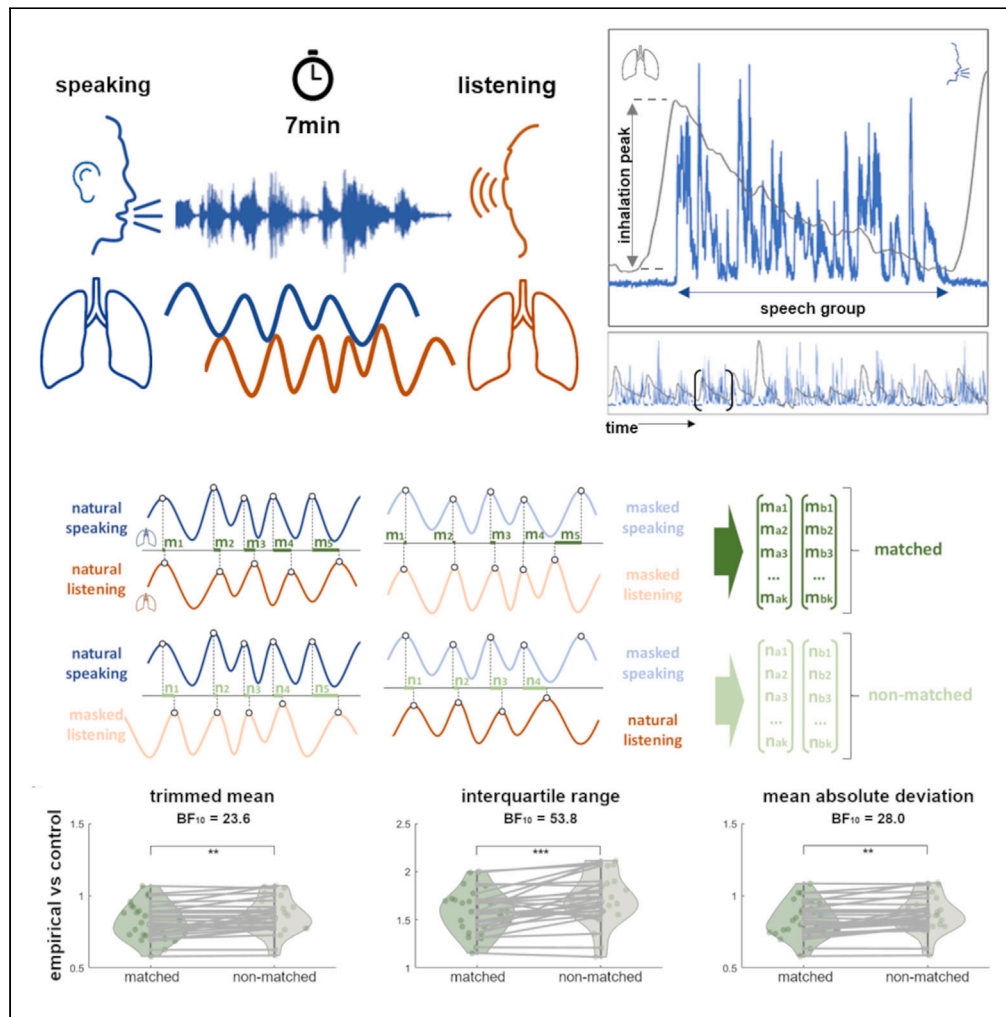 speaking
7min
listening
inhalation peak
speech group
time
natural speaking
m1 m2 m3 m4 m5
natural listening
masked speaking
m1 m2 m3 m4 m5
masked listening
ma1 mb1
ma2 mb2
ma3 mb3
... ...
mak mbk
matched
natural speaking
n1 n2 n3 n4 n5
masked listening
masked speaking
n1 n2 n3 n4
natural listening
na1 nb1
na2 nb2
na3 nb3
... ...
nak nbk
non-matched
empirical vs control
trimmed mean
BF₁₀ = 23.6
**
1.5
1
0.5
matched non-matched
interquartile range
BF₁₀ = 53.8
***
2.5
2
1.5
1
matched non-matched
mean absolute deviation
BF₁₀ = 28.0
**
1.5
1
0.5
matched non-matched